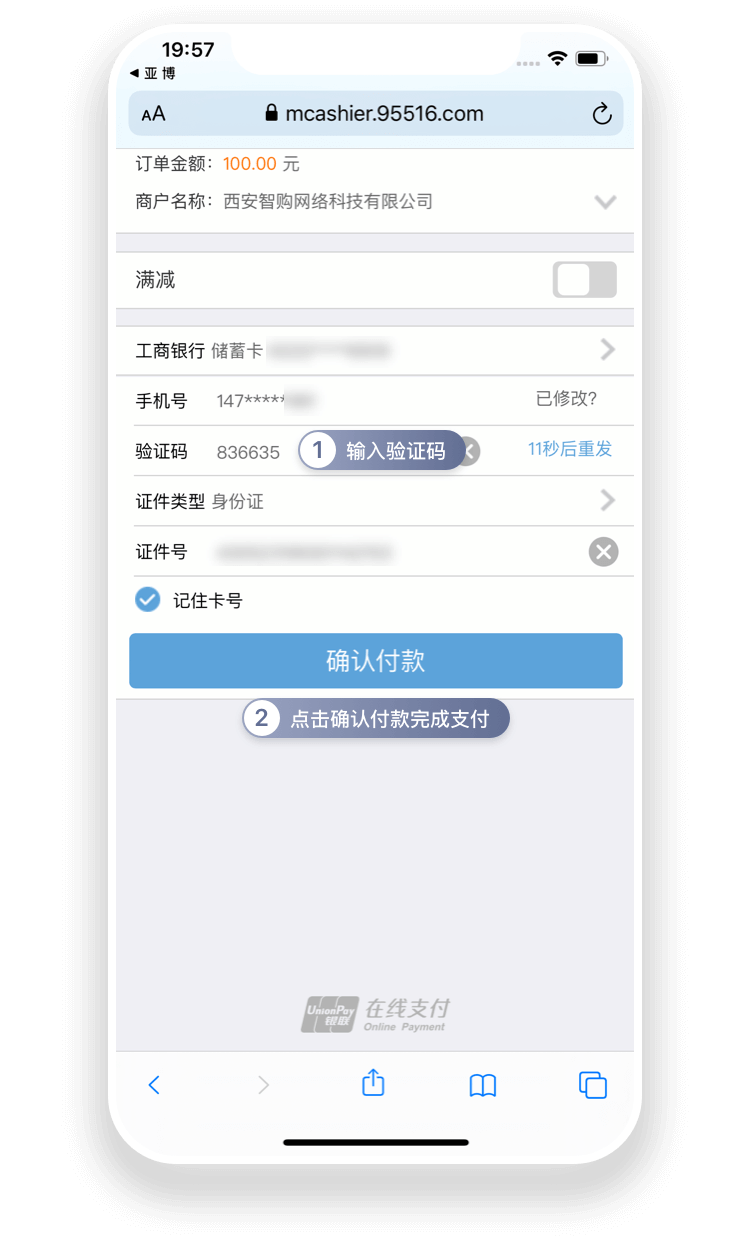 19:57
◀ 亚 博
AA mcashier.95516.com
订单金额： 100.00 元
商户名称： 西安智购网络科技有限公司
满减
工商银行 储蓄卡
手机号 147***** 已修改?
验证码 836635 1 输入验证码 11秒后重发
证件类型 身份证
证件号
记住卡号
确认付款
2 点击确认付款完成支付
UnionPay 银联 在线支付
Online Payment